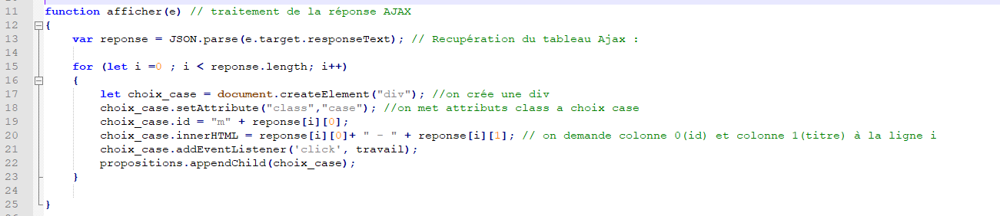 11 function afficher(e) // traitement de la réponse AJAX
12 {
13 var reponse = JSON.parse(e.target.responseText); // Recupération du tableau Ajax :
14
15 for (let i =0 ; i < reponse.length; i++)
16 {
17 let choix_case = document.createElement("div"); //on crée une div
18 choix_case.setAttribute("class","case"); //on met attributs class a choix case
19 choix_case.id = "m" + reponse[i][0];
20 choix_case.innerHTML = reponse[i][0]+ " - " + reponse[i][1]; // on demande colonne 0(id) et colonne 1(titre) à la ligne i
21 choix_case.addEventListener('click', travail);
22 propositions.appendChild(choix_case);
23 }
24
25 }